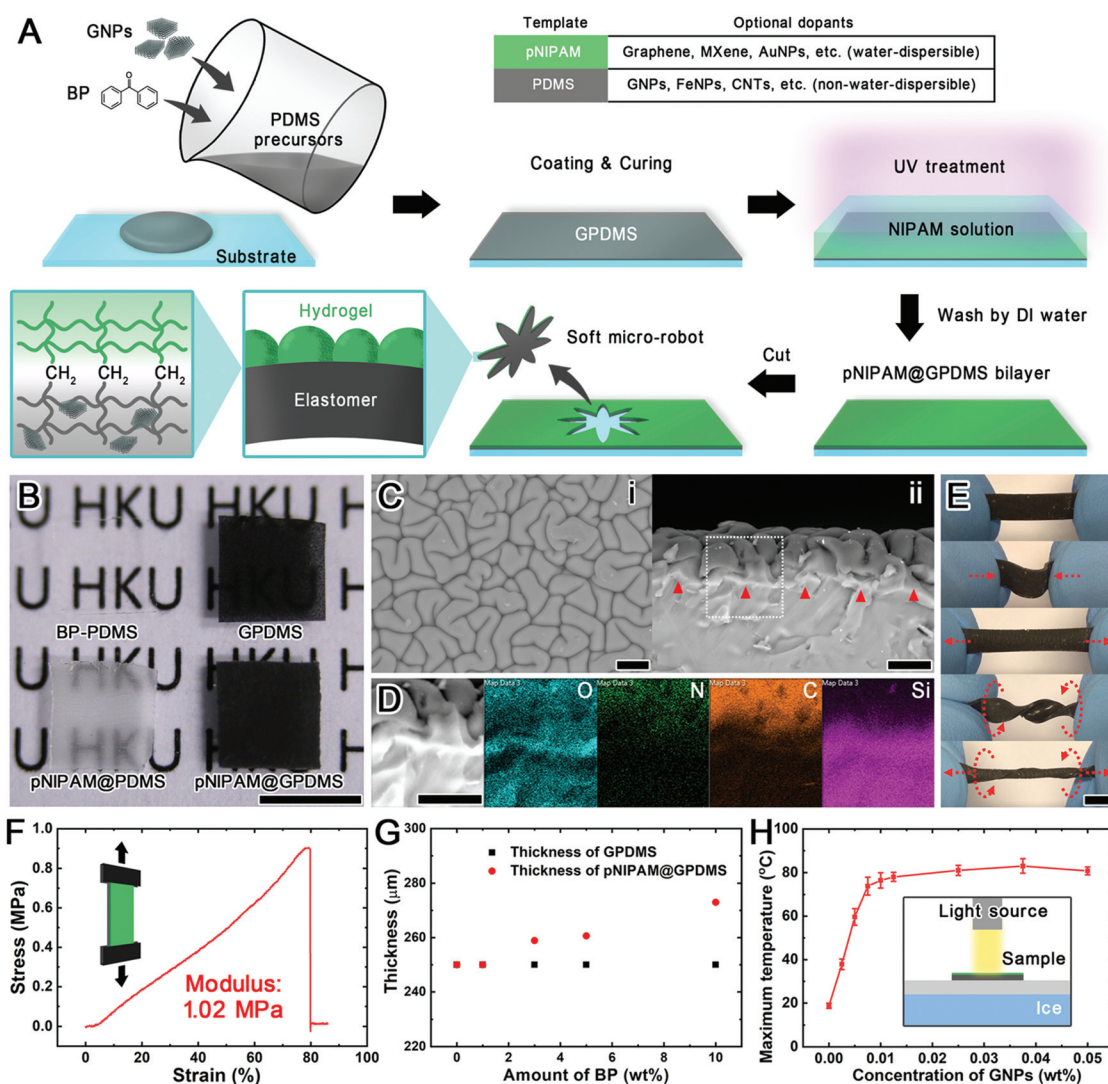 A
GNPs
BP
O
PDMS
precursors
Substrate
Template
Optional dopants
pNIPAM
Graphene, MXene, AuNPs, etc. (water-dispersible)
PDMS
GNPs, FeNPs, CNTs, etc. (non-water-dispersible)
Coating & Curing
GPDMS
UV treatment
NIPAM solution
Wash by DI water
pNIPAM@GPDMS bilayer
Cut
Soft micro-robot
Hydrogel
Elastomer
CH2 CH2 CH2
B
U HKU HKU H
U HKU HKU H
BP-PDMS
GPDMS
U HKU H
U HKU H
pNIPAM@PDMS
pNIPAM@GPDMS
C
i
ii
D
Map Data 3
O
Map Data 3
N
Map Data 3
C
Map Data 3
Si
E
F
Stress (MPa)
1.0
0.8
0.6
0.4
0.2
0.0
Modulus:
1.02 MPa
0 20 40 60 80 100
Strain (%)
G
Thickness (μm)
320
300
280
260
240
220
Thickness of GPDMS
Thickness of pNIPAM@GPDMS
0 2 4 6 8 10
Amount of BP (wt%)
H
Maximum temperature (°C)
100
80
60
40
20
0
Light source
Sample
Ice
0.00 0.01 0.02 0.03 0.04 0.05
Concentration of GNPs (wt%)